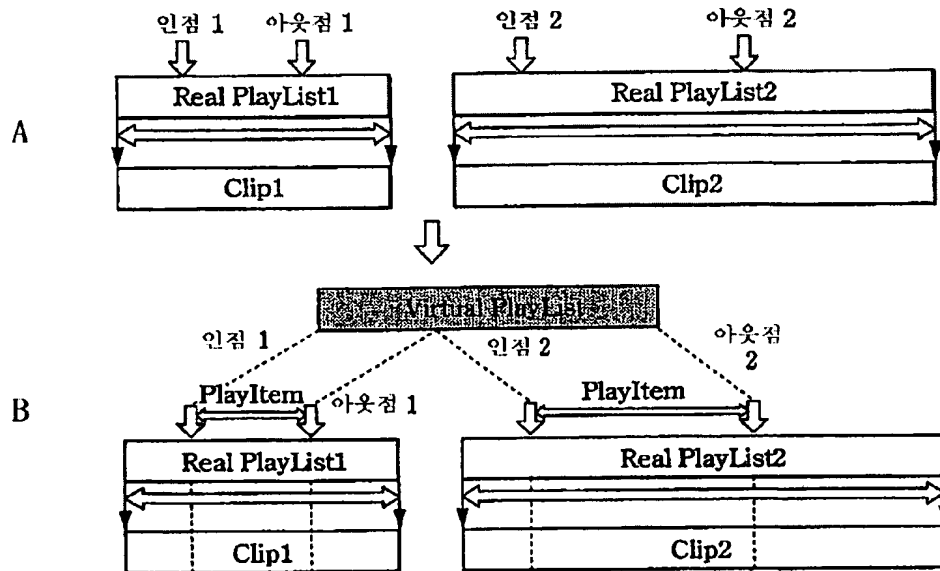 인점 1 아웃점 1 인점 2 아웃점 2
Real PlayList1 Real PlayList2
A
Clip1 Clip2
Virtual PlayList
인점 1 인점 2 아웃점
2
PlayItem PlayItem
B 아웃점 1
Real PlayList1 Real PlayList2
Clip1 Clip2